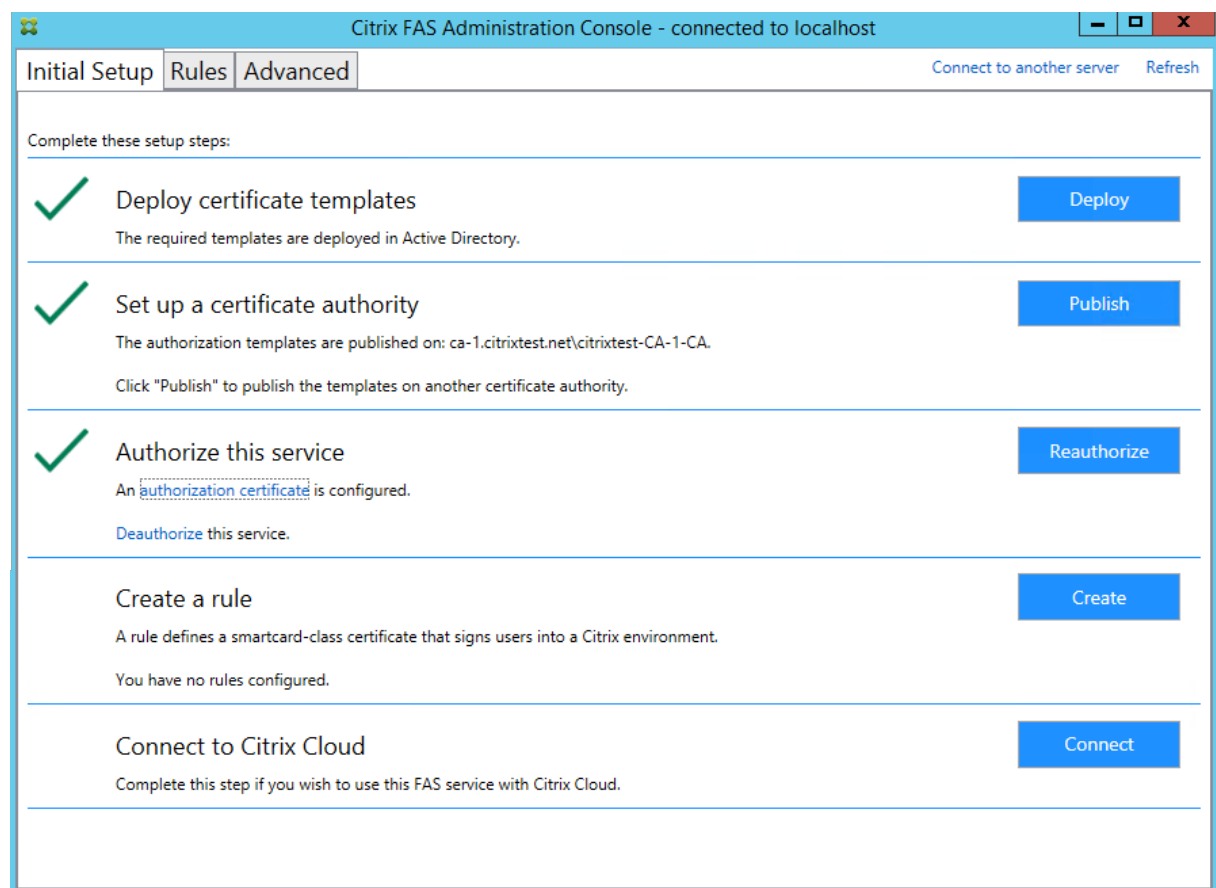 Citrix FAS Administration Console - connected to localhost
Initial Setup Rules Advanced Connect to another server Refresh
Complete these setup steps:
Deploy certificate templates Deploy
The required templates are deployed in Active Directory.
Set up a certificate authority Publish
The authorization templates are published on: ca-1.citrixtest.net\citrixtest-CA-1-CA.
Click "Publish" to publish the templates on another certificate authority.
Authorize this service Reauthorize
An authorization certificate is configured.
Deauthorize this service.
Create a rule Create
A rule defines a smartcard-class certificate that signs users into a Citrix environment.
You have no rules configured.
Connect to Citrix Cloud Connect
Complete this step if you wish to use this FAS service with Citrix Cloud.